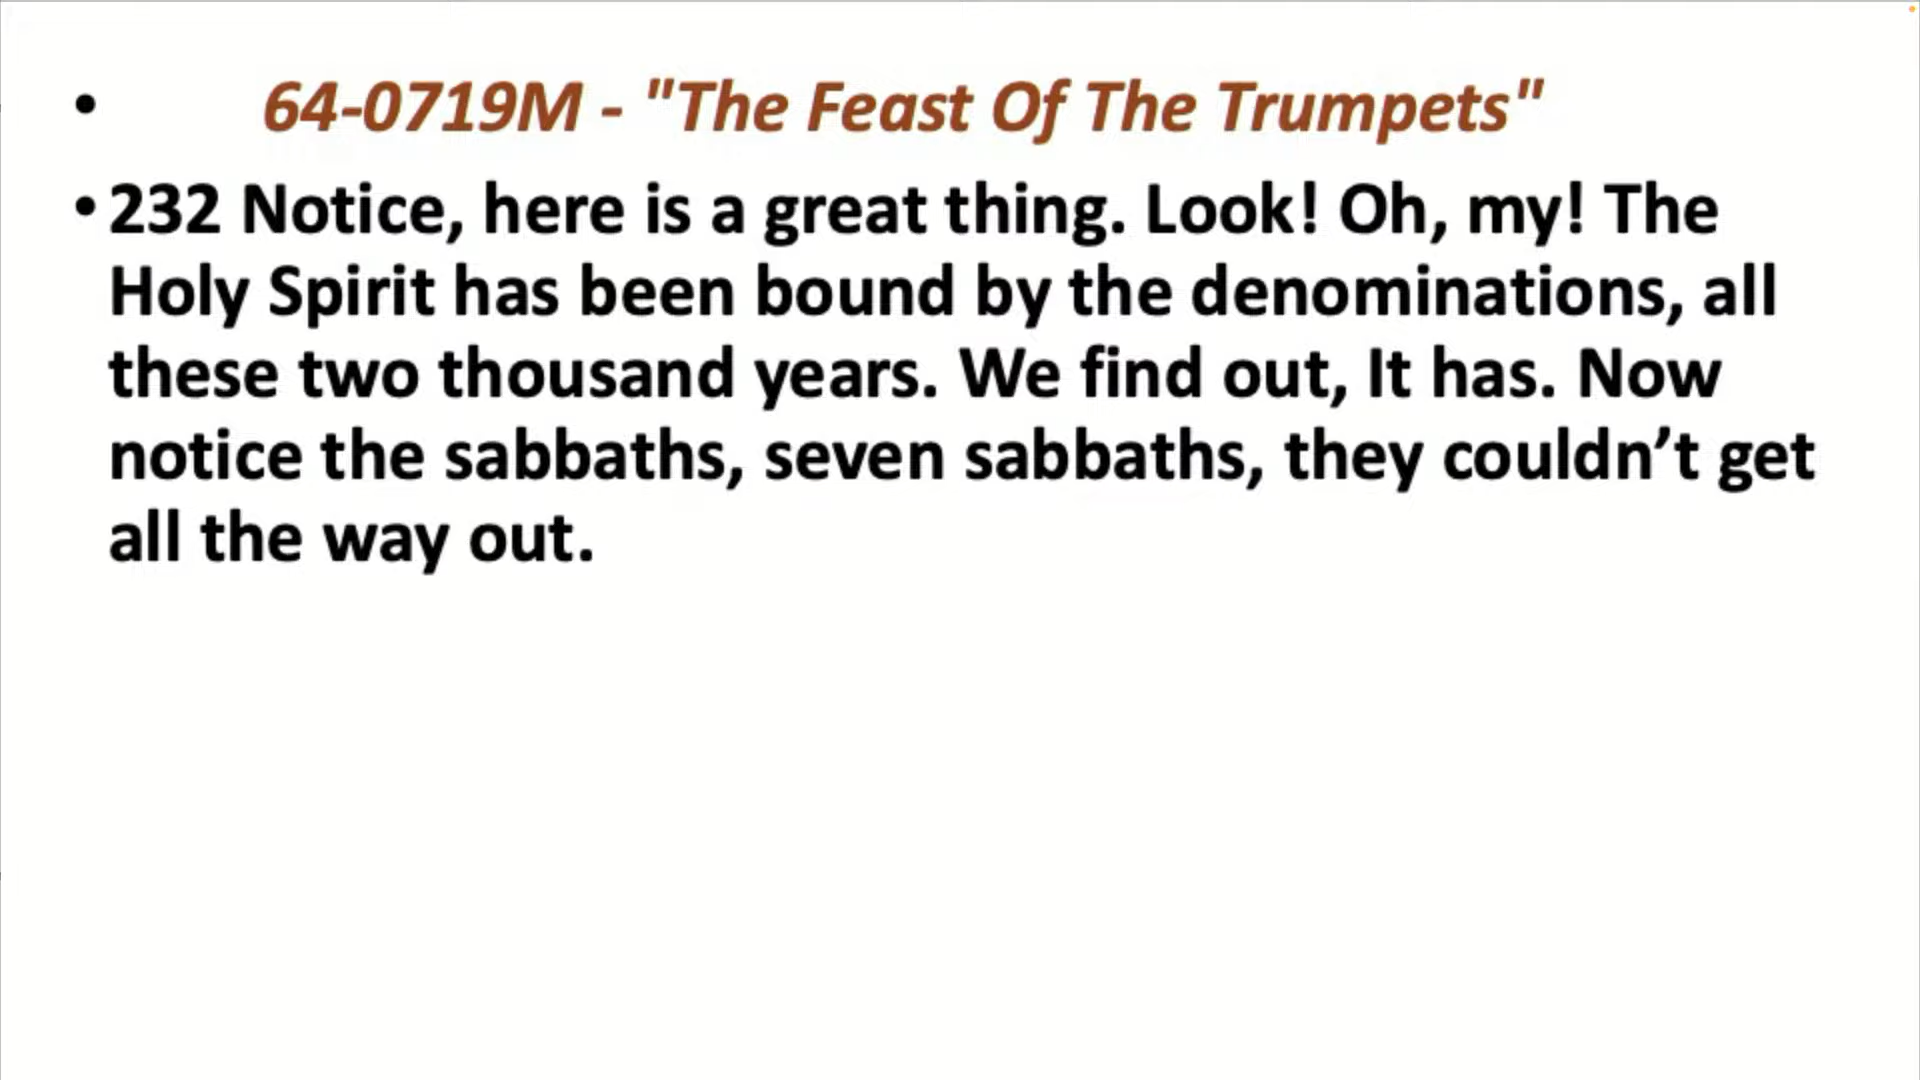 • 64-0719M - "The Feast Of The Trumpets"
• 232 Notice, here is a great thing. Look! Oh, my! The
Holy Spirit has been bound by the denominations, all
these two thousand years. We find out, It has. Now
notice the sabbaths, seven sabbaths, they couldn’t get
all the way out.